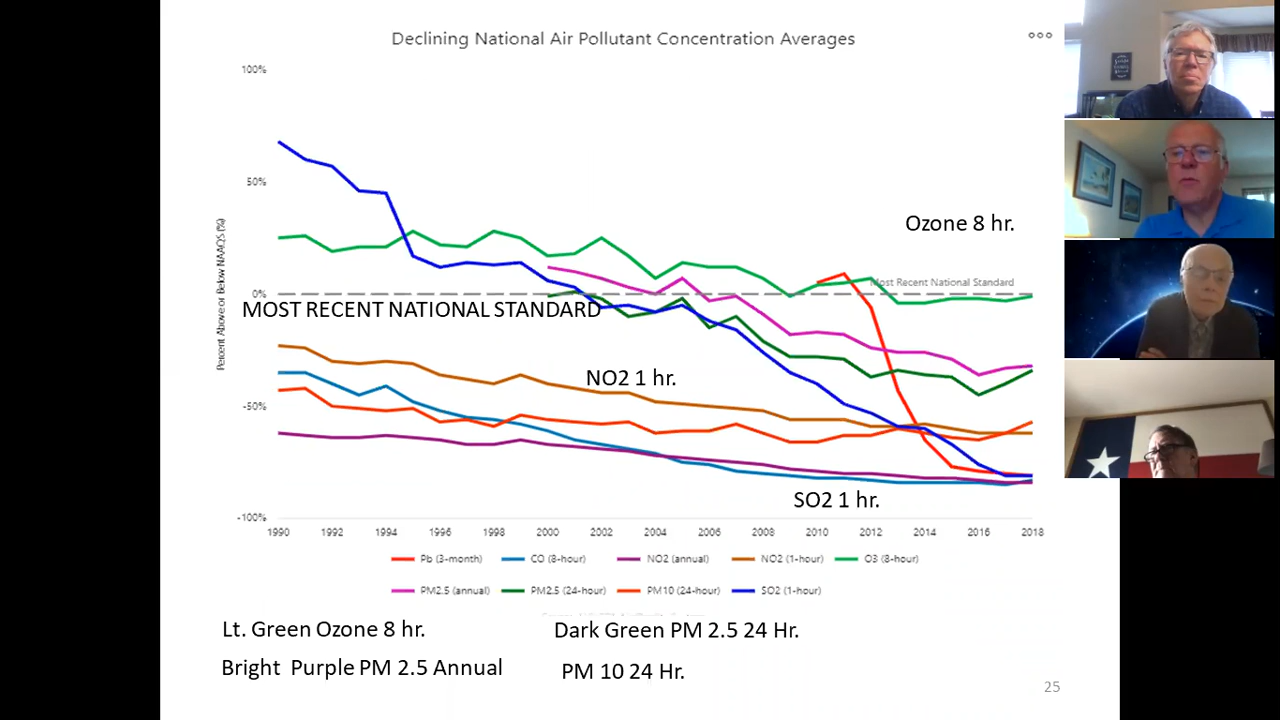 Declining National Air Pollutant Concentration Averages
100%
50%
0%
-50%
-100%
Percent Above or Below NAAQS (%)
Ozone 8 hr.
Most Recent National Standard
MOST RECENT NATIONAL STANDARD
NO2 1 hr.
SO2 1 hr.
1990 1992 1994 1996 1998 2000 2002 2004 2006 2008 2010 2012 2014 2016 2018
Pb (3-month) CO (8-hour) NO2 (annual) NO2 (1-hour) O3 (8-hour)
PM2.5 (annual) PM2.5 (24-hour) PM10 (24-hour) SO2 (1-hour)
Lt. Green Ozone 8 hr. Dark Green PM 2.5 24 Hr.
Bright Purple PM 2.5 Annual PM 10 24 Hr.
25